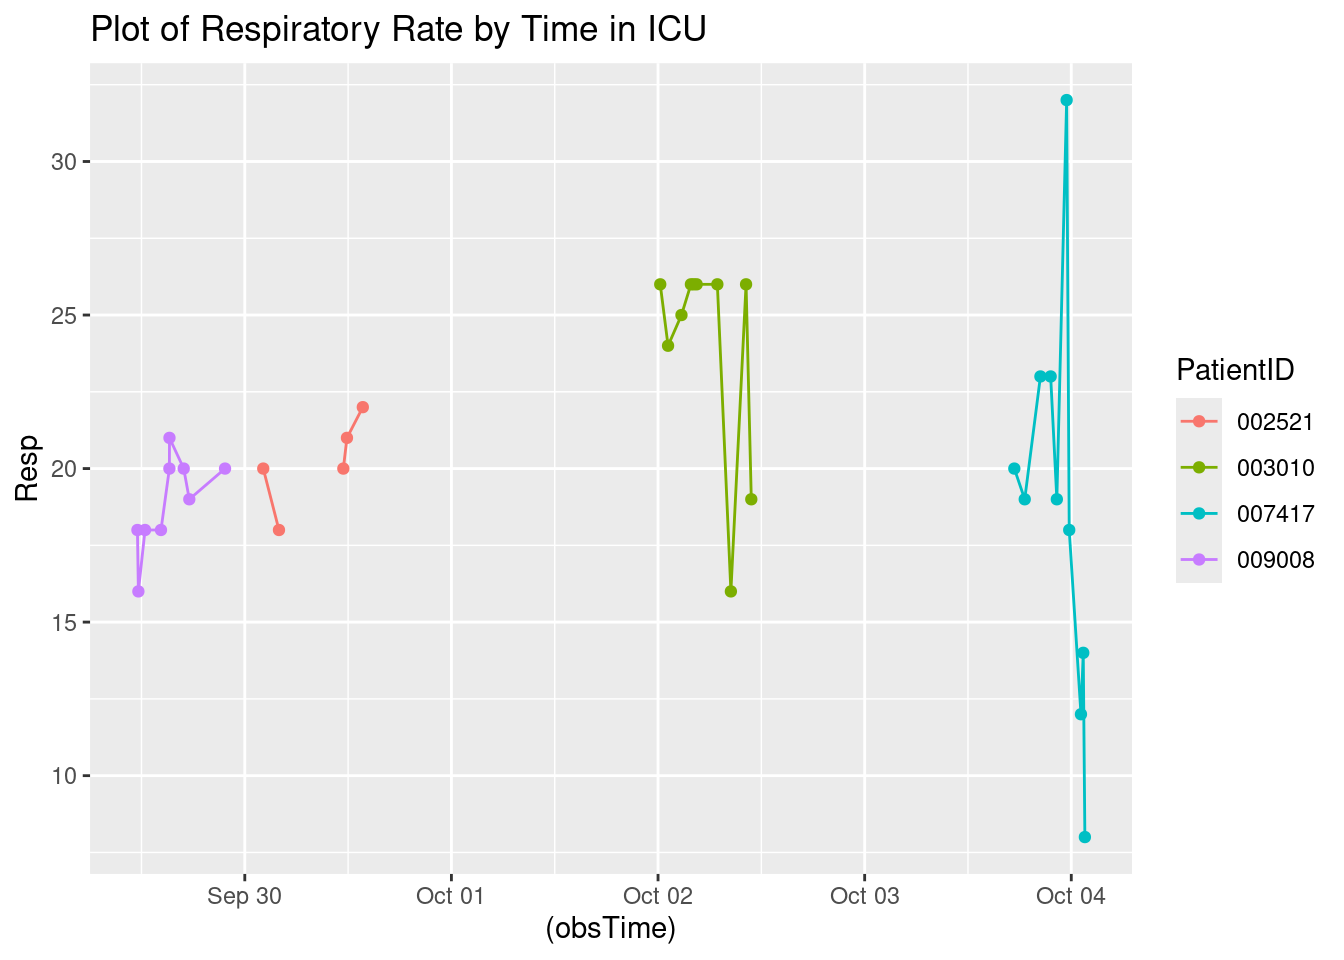 Plot of Respiratory Rate by Time in ICU
Resp
30
25
20
15
10
Sep 30
Oct 01
Oct 02
Oct 03
Oct 04
(obsTime)
PatientID
002521
003010
007417
009008